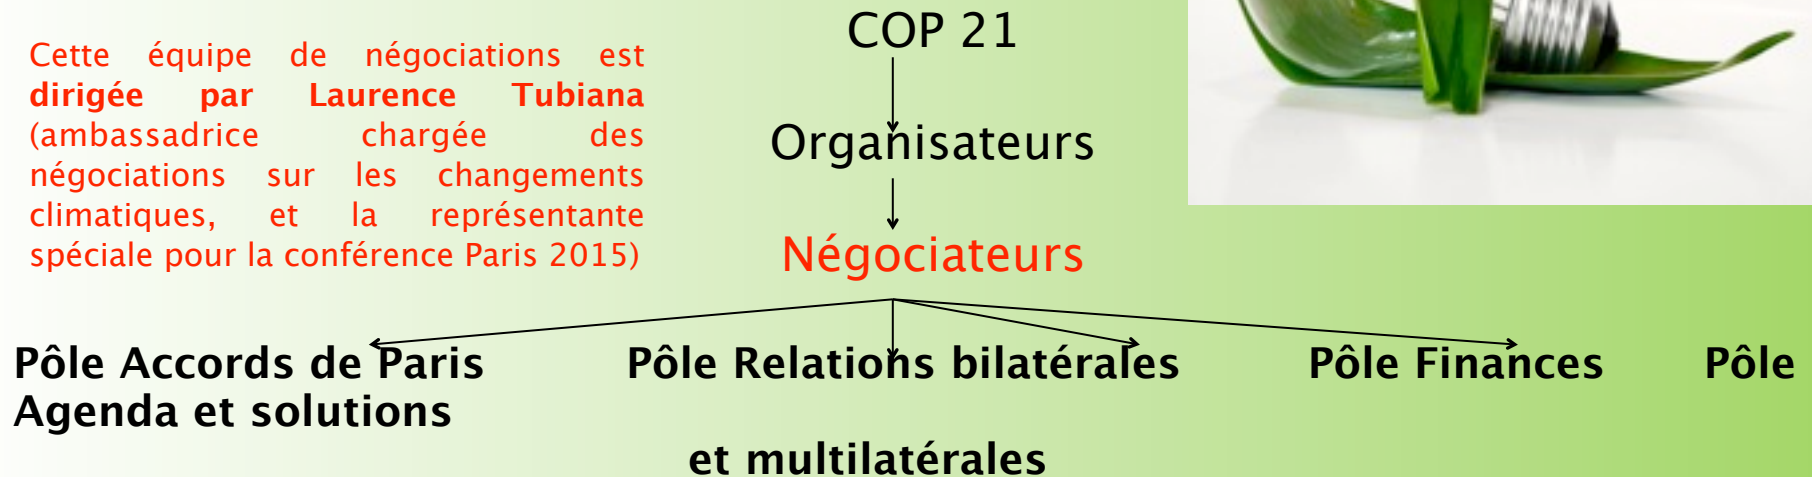 COP 21
Cette équipe de négociations est
dirigée par Laurence Tubiana
(ambassadrice chargée des
négociations sur les changements
climatiques, et la représentante
spéciale pour la conférence Paris 2015)
Organisateurs
Négociateurs
Pôle Accords de Paris Pôle Relations bilatérales Pôle Finances Pôle
Agenda et solutions
et multilatérales